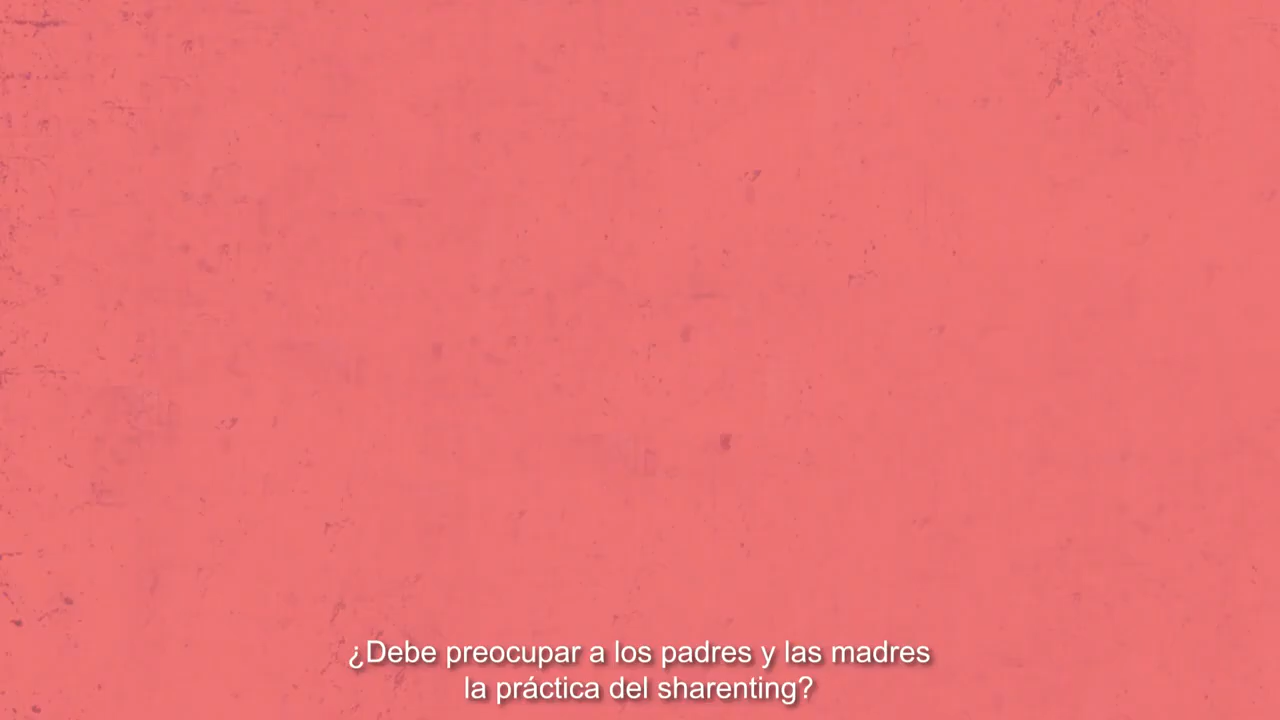 ¿Debe preocupar a los padres y las madres
la práctica del sharenting?